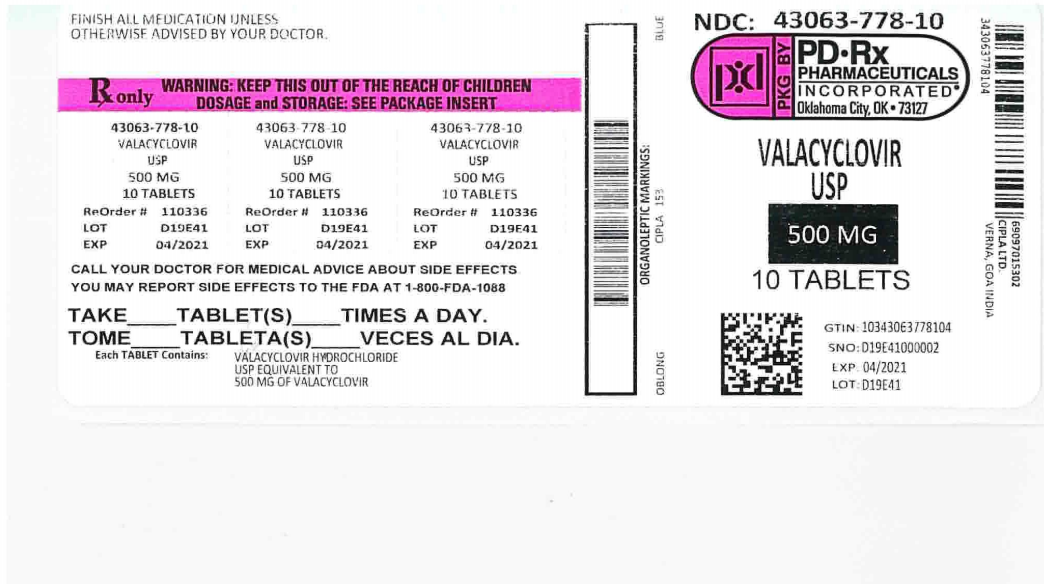 FINISH ALL MEDICATION UNLESS
OTHERWISE ADVISED BY YOUR DOCTOR.
Rx only
WARNING: KEEP THIS OUT OF THE REACH OF CHILDREN
DOSAGE and STORAGE: SEE PACKAGE INSERT
43063-778-10 43063-778-10 43063-778-10
VALACYCLOVIR VALACYCLOVIR VALACYCLOVIR
USP USP USP
500 MG 500 MG 500 MG
10 TABLETS 10 TABLETS 10 TABLETS
ReOrder # 110336 ReOrder # 110336 ReOrder # 110336
LOT D19E41 LOT D19E41 LOT D19E41
EXP 04/2021 EXP 04/2021 EXP 04/2021
CALL YOUR DOCTOR FOR MEDICAL ADVICE ABOUT SIDE EFFECTS
YOU MAY REPORT SIDE EFFECTS TO THE FDA AT 1-800-FDA-1088
TAKE____TABLET(S)____TIMES A DAY.
TOME____TABLETA(S)____VECES AL DIA.
Each TABLET Contains: VALACYCLOVIR HYDROCHLORIDE
USP EQUIVALENT TO
500 MG OF VALACYCLOVIR
ORGANOLEPTIC MARKINGS:
OBLONG CIPLA 153 BLUE
NDC: 43063-778-10
PKG BY
PD•Rx
PHARMACEUTICALS
INCORPORATED®
Oklahoma City, OK • 73127
VALACYCLOVIR
USP
500 MG
10 TABLETS
GTIN: 10343063778104
SNO: D19E41000002
EXP: 04/2021
LOT: D19E41
343063778104
69097015302
CIPLA LTD.
VERNA, GOA INDIA